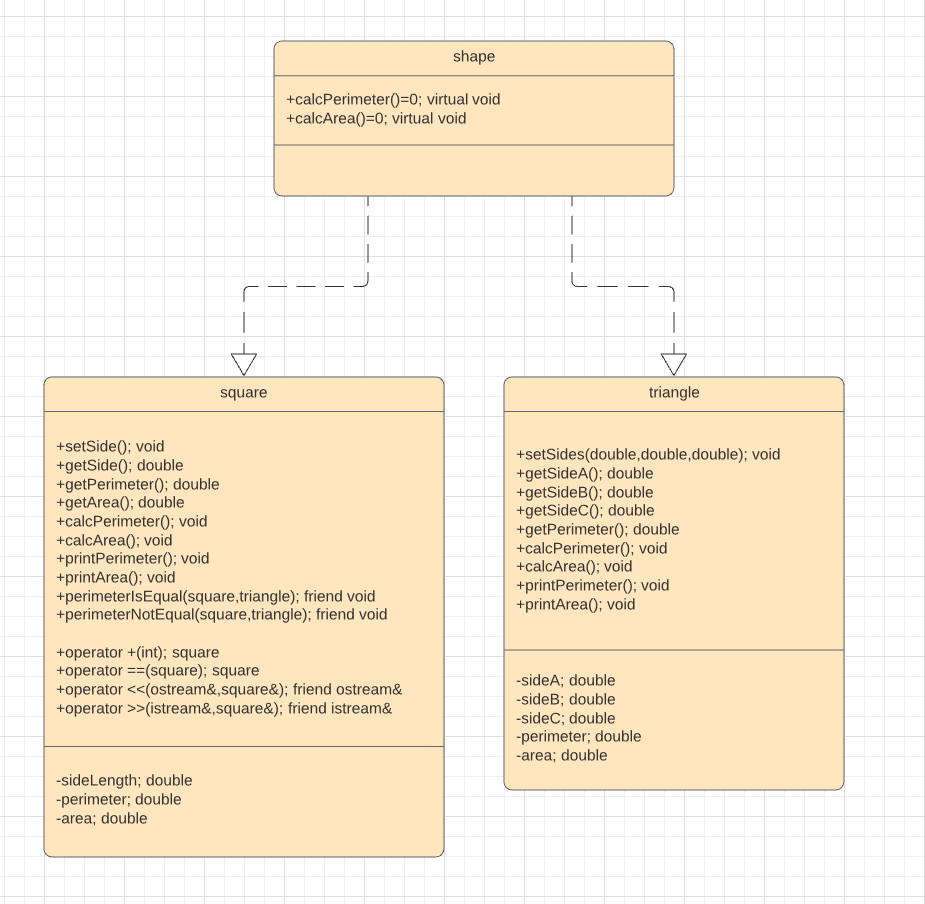 shape
+calcPerimeter()=0; virtual void
+calcArea()=0; virtual void
square
+setSide(); void
+getSide(); double
+getPerimeter(); double
+getArea(); double
+calcPerimeter(); void
+calcArea(); void
+printPerimeter(); void
+printArea(); void
+perimeterIsEqual(square,triangle); friend void
+perimeterNotEqual(square,triangle); friend void
+operator +(int); square
+operator ==(square); square
+operator <<(ostream&,square&); friend ostream&
+operator >>(istream&,square&); friend istream&
-sideLength; double
-perimeter; double
-area; double
triangle
+setSides(double,double,double); void
+getSideA(); double
+getSideB(); double
+getSideC(); double
+getPerimeter(); double
+calcPerimeter(); void
+calcArea(); void
+printPerimeter(); void
+printArea(); void
-sideA; double
-sideB; double
-sideC; double
-perimeter; double
-area; double